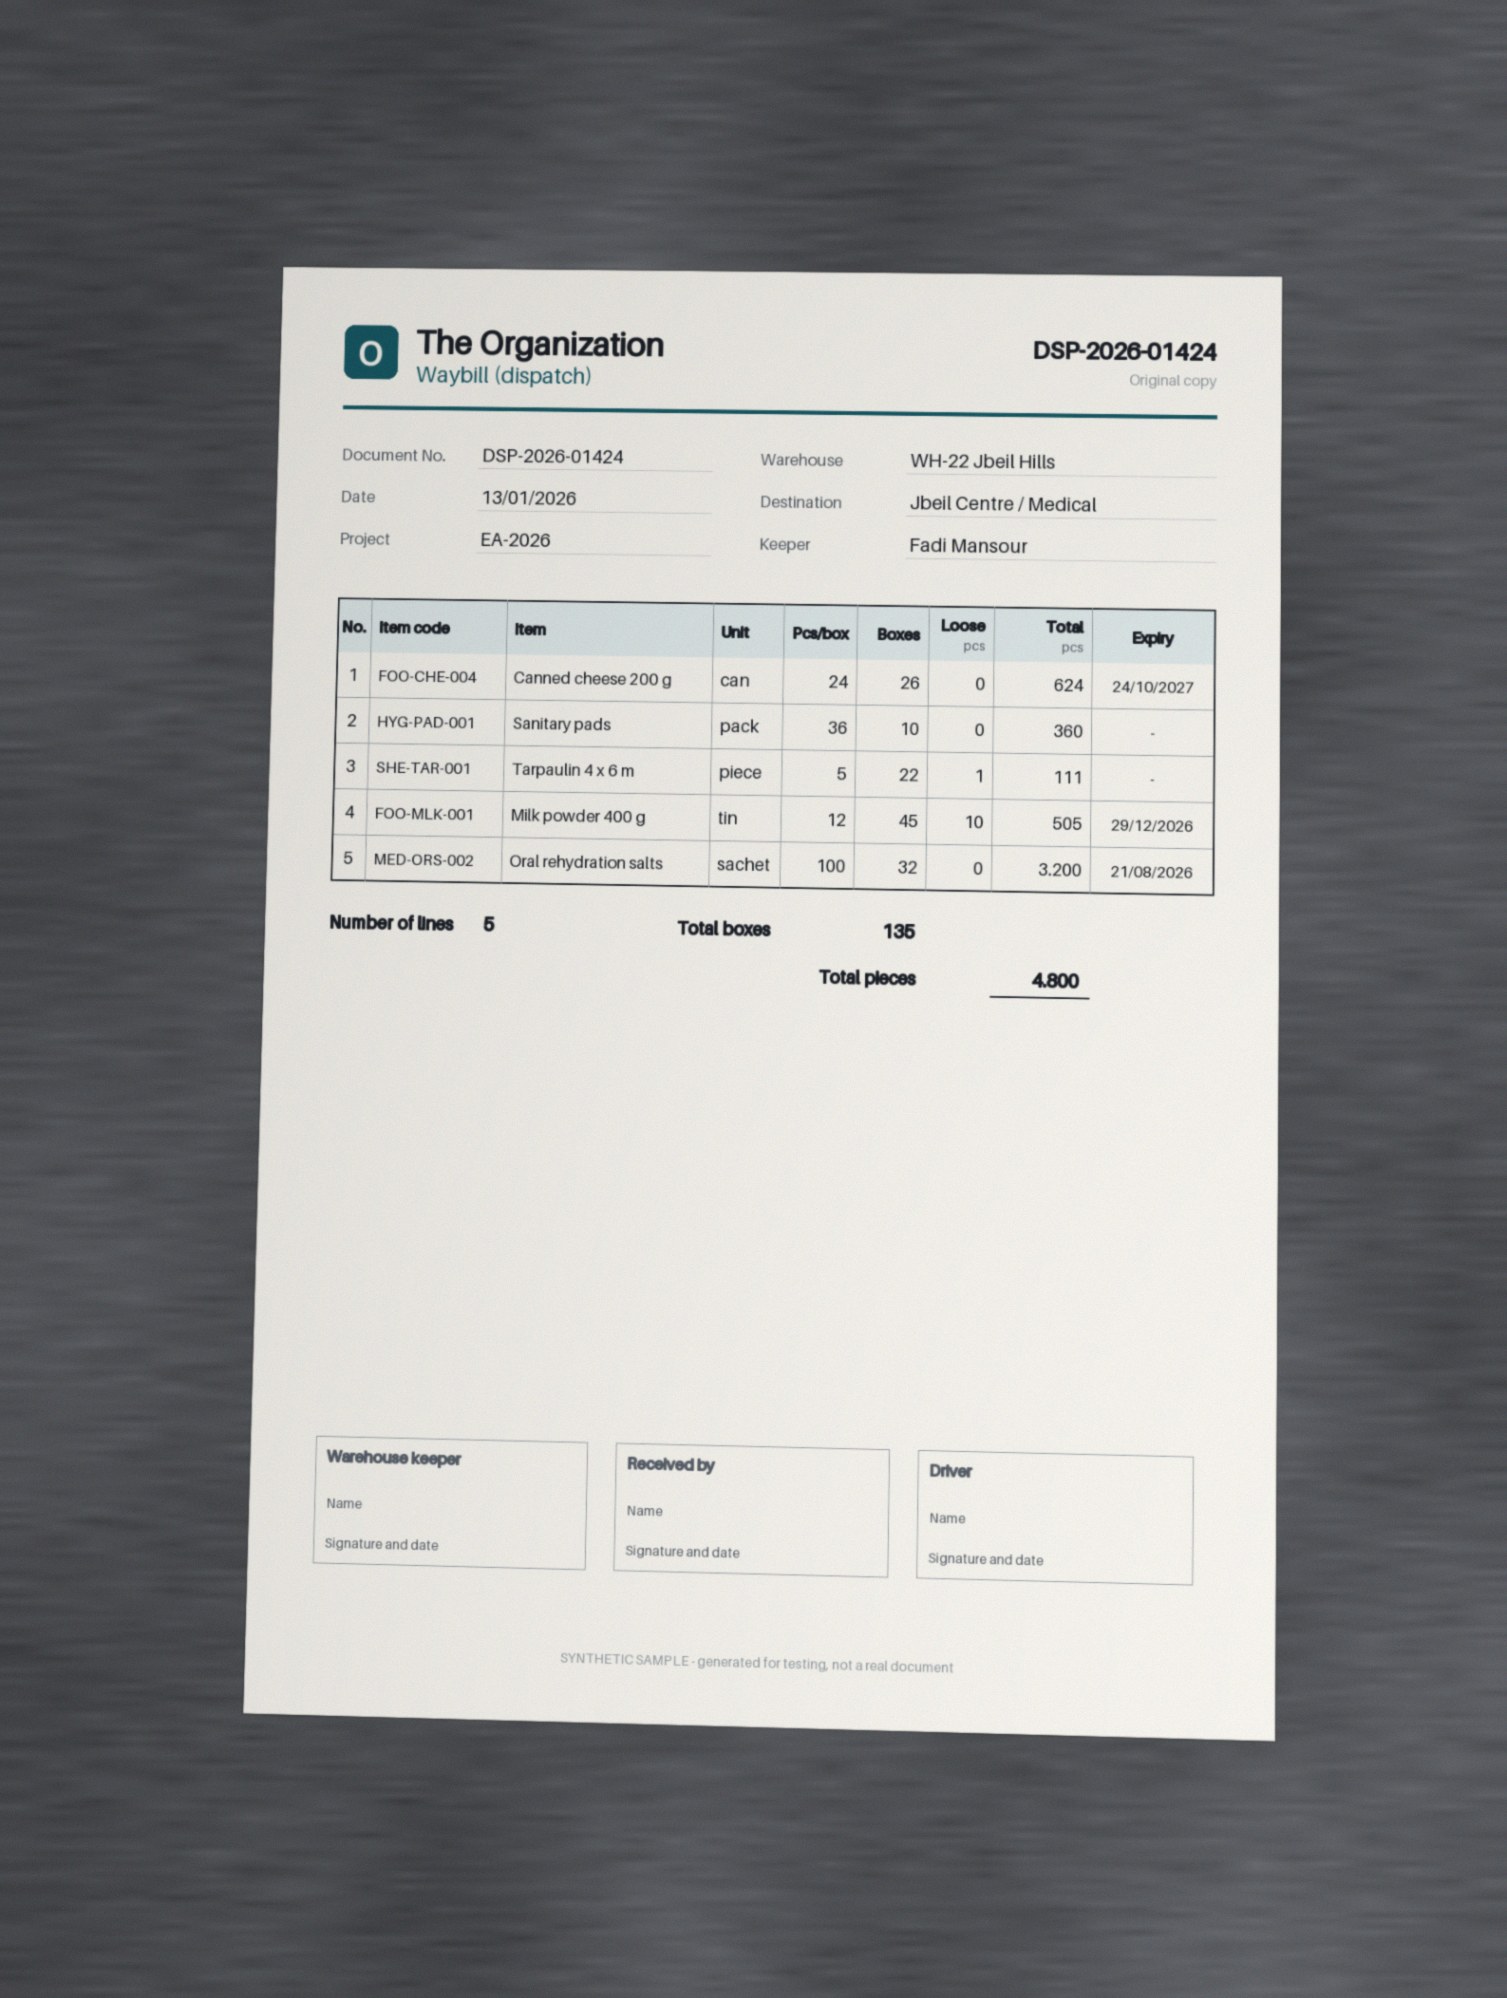 O
The Organization
Waybill (dispatch)
DSP-2026-01424
Original copy
Document No. DSP-2026-01424 Warehouse WH-22 Jbeil Hills
Date 13/01/2026 Destination Jbeil Centre / Medical
Project EA-2026 Keeper Fadi Mansour
No. Item code Item Unit Pcs/box Boxes Loose pcs Total pcs Expiry
1 FOO-CHE-004 Canned cheese 200 g can 24 26 0 624 24/10/2027
2 HYG-PAD-001 Sanitary pads pack 36 10 0 360 -
3 SHE-TAR-001 Tarpaulin 4 x 6 m piece 5 22 1 111 -
4 FOO-MLK-001 Milk powder 400 g tin 12 45 10 505 29/12/2026
5 MED-ORS-002 Oral rehydration salts sachet 100 32 0 3.200 21/08/2026
Number of lines 5 Total boxes 135
Total pieces 4.800
Warehouse keeper Received by Driver
Name Name Name
Signature and date Signature and date Signature and date
SYNTHETIC SAMPLE - generated for testing, not a real document